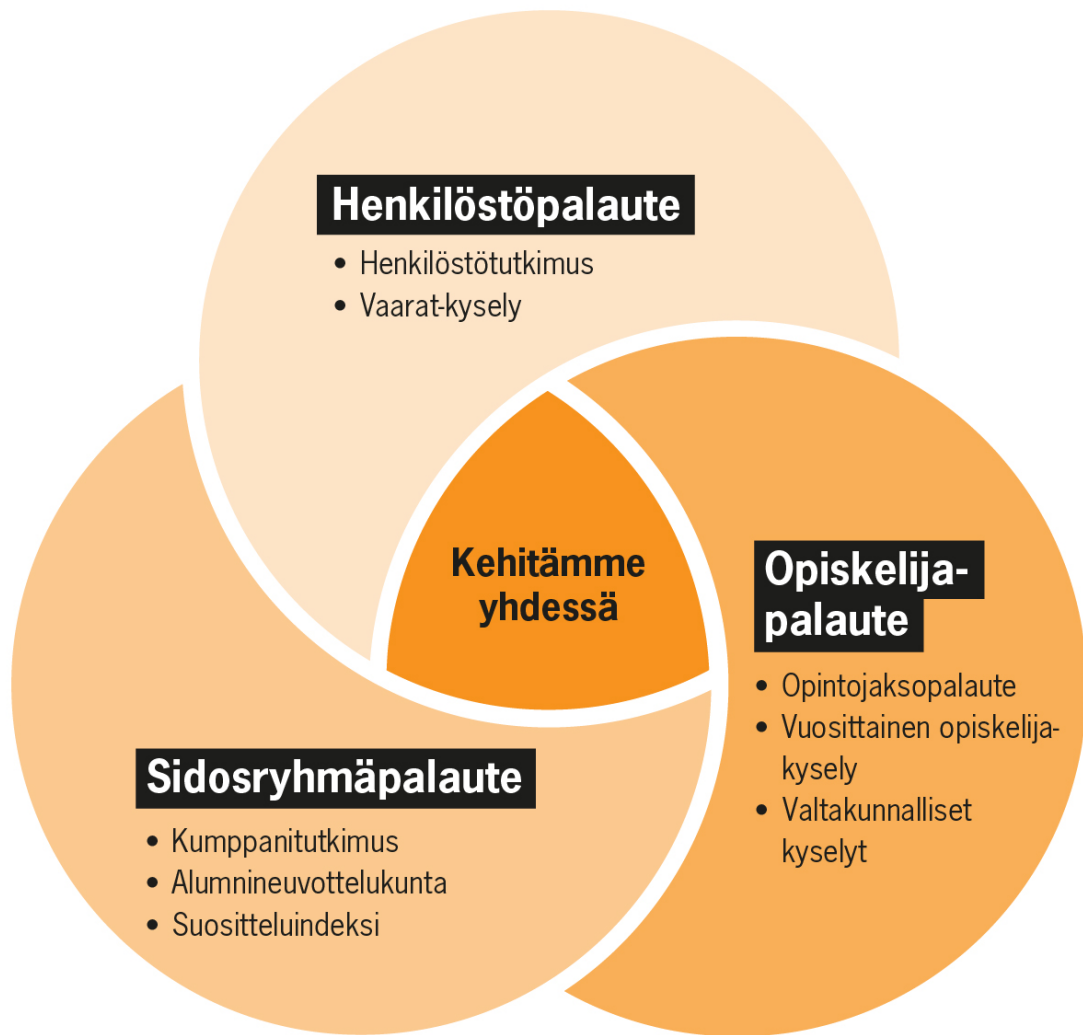 Henkilöstöpalaute
• Henkilöstötutkimus
• Vaarat-kysely
Kehitämme
yhdessä
Opiskelija-
palaute
• Opintojaksopalaute
• Vuosittainen opiskelija-
kysely
• Valtakunnalliset
kyselyt
Sidosryhmäpalaute
• Kumppanitutkimus
• Alumnineuvottelukunta
• Suositteluindeksi